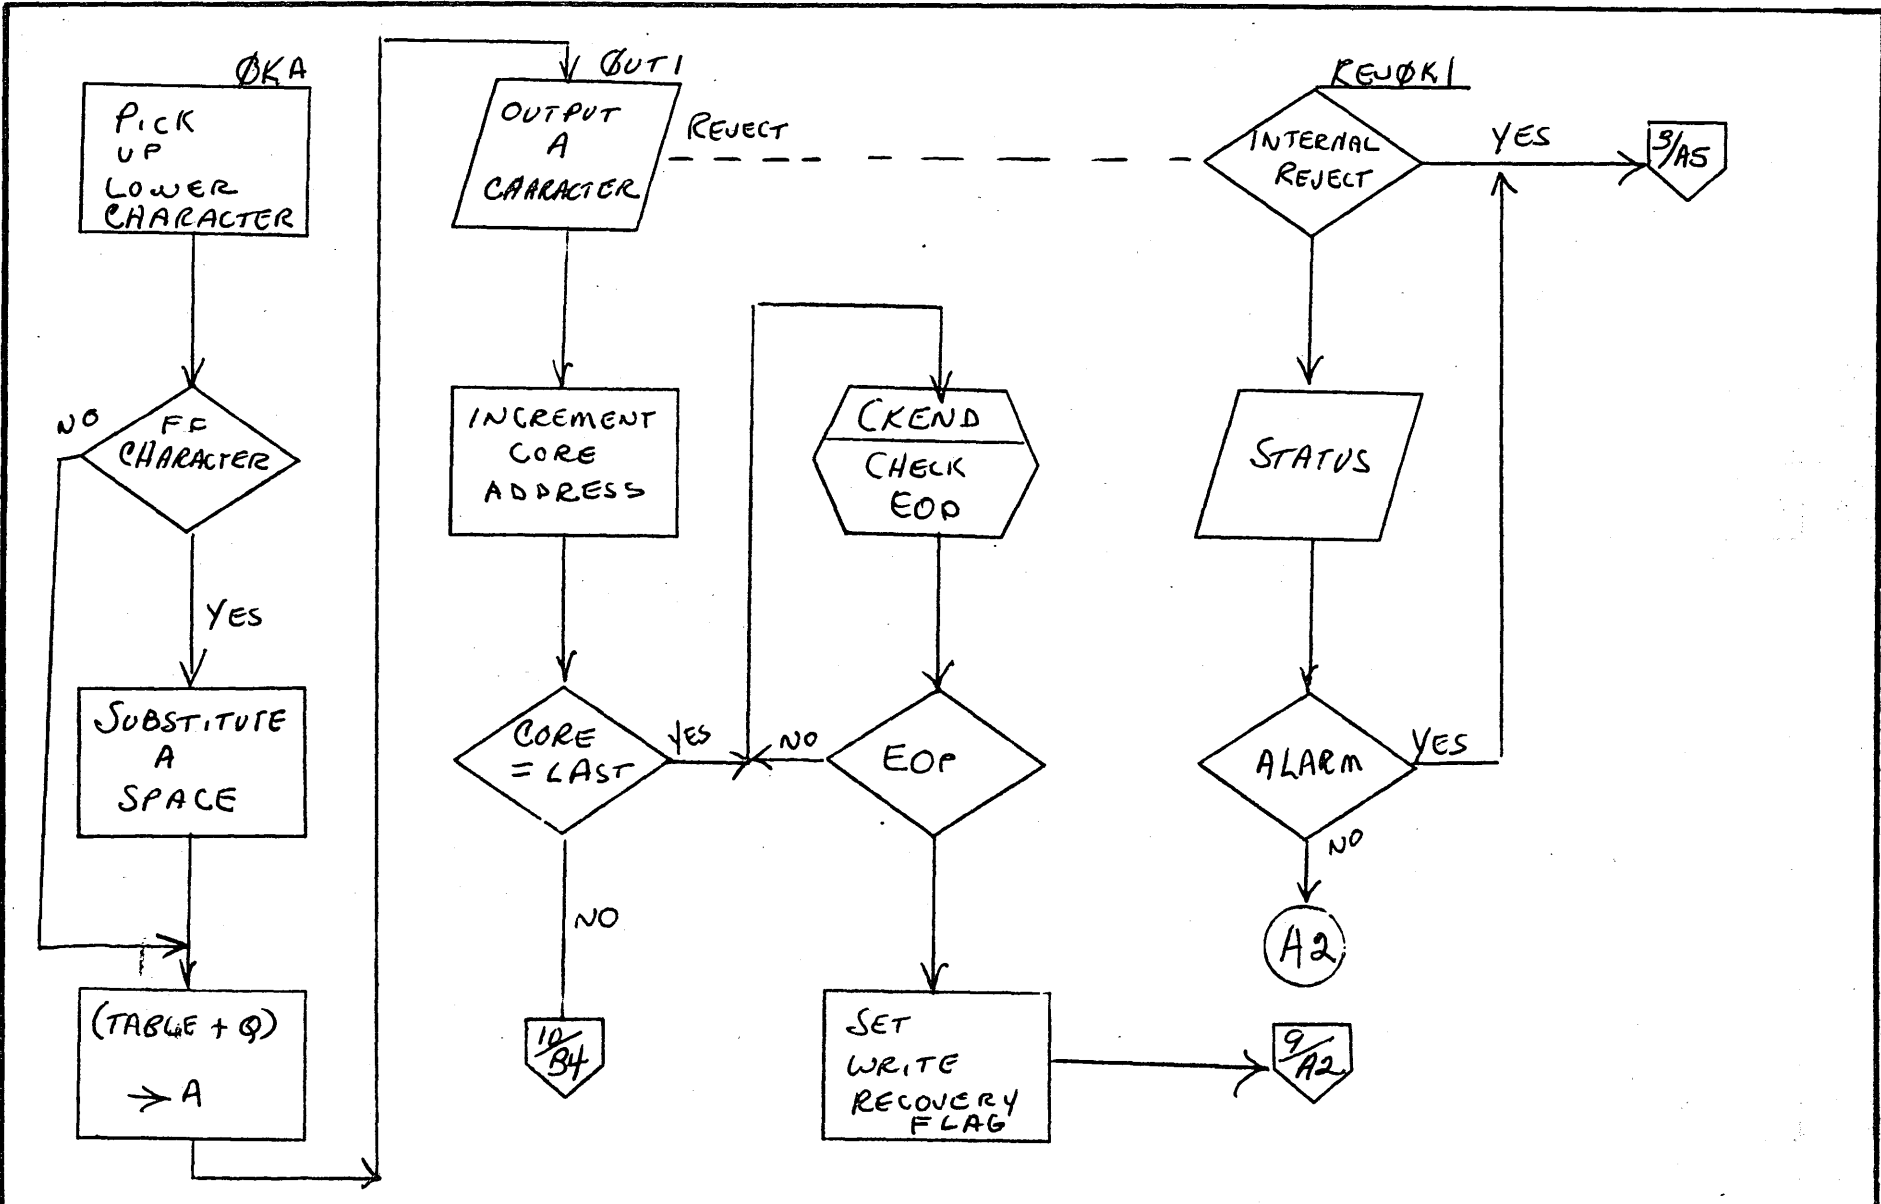 ØKA
PICK
UP
LOWER
CHARACTER
NO
FF
CHARACTER
YES
SUBSTITUTE
A
SPACE
(TABLE + Q)
→ A
ØUT1
OUTPUT
A
CHARACTER
REJECT
INCREMENT
CORE
ADDRESS
CORE
= LAST
YES
NO
10/B4
CKEND
CHECK
EOP
NO
EOP
SET
WRITE
RECOVERY
FLAG
9/A2
REJØK1
INTERNAL
REJECT
YES
3/A5
STATUS
ALARM
YES
NO
A2